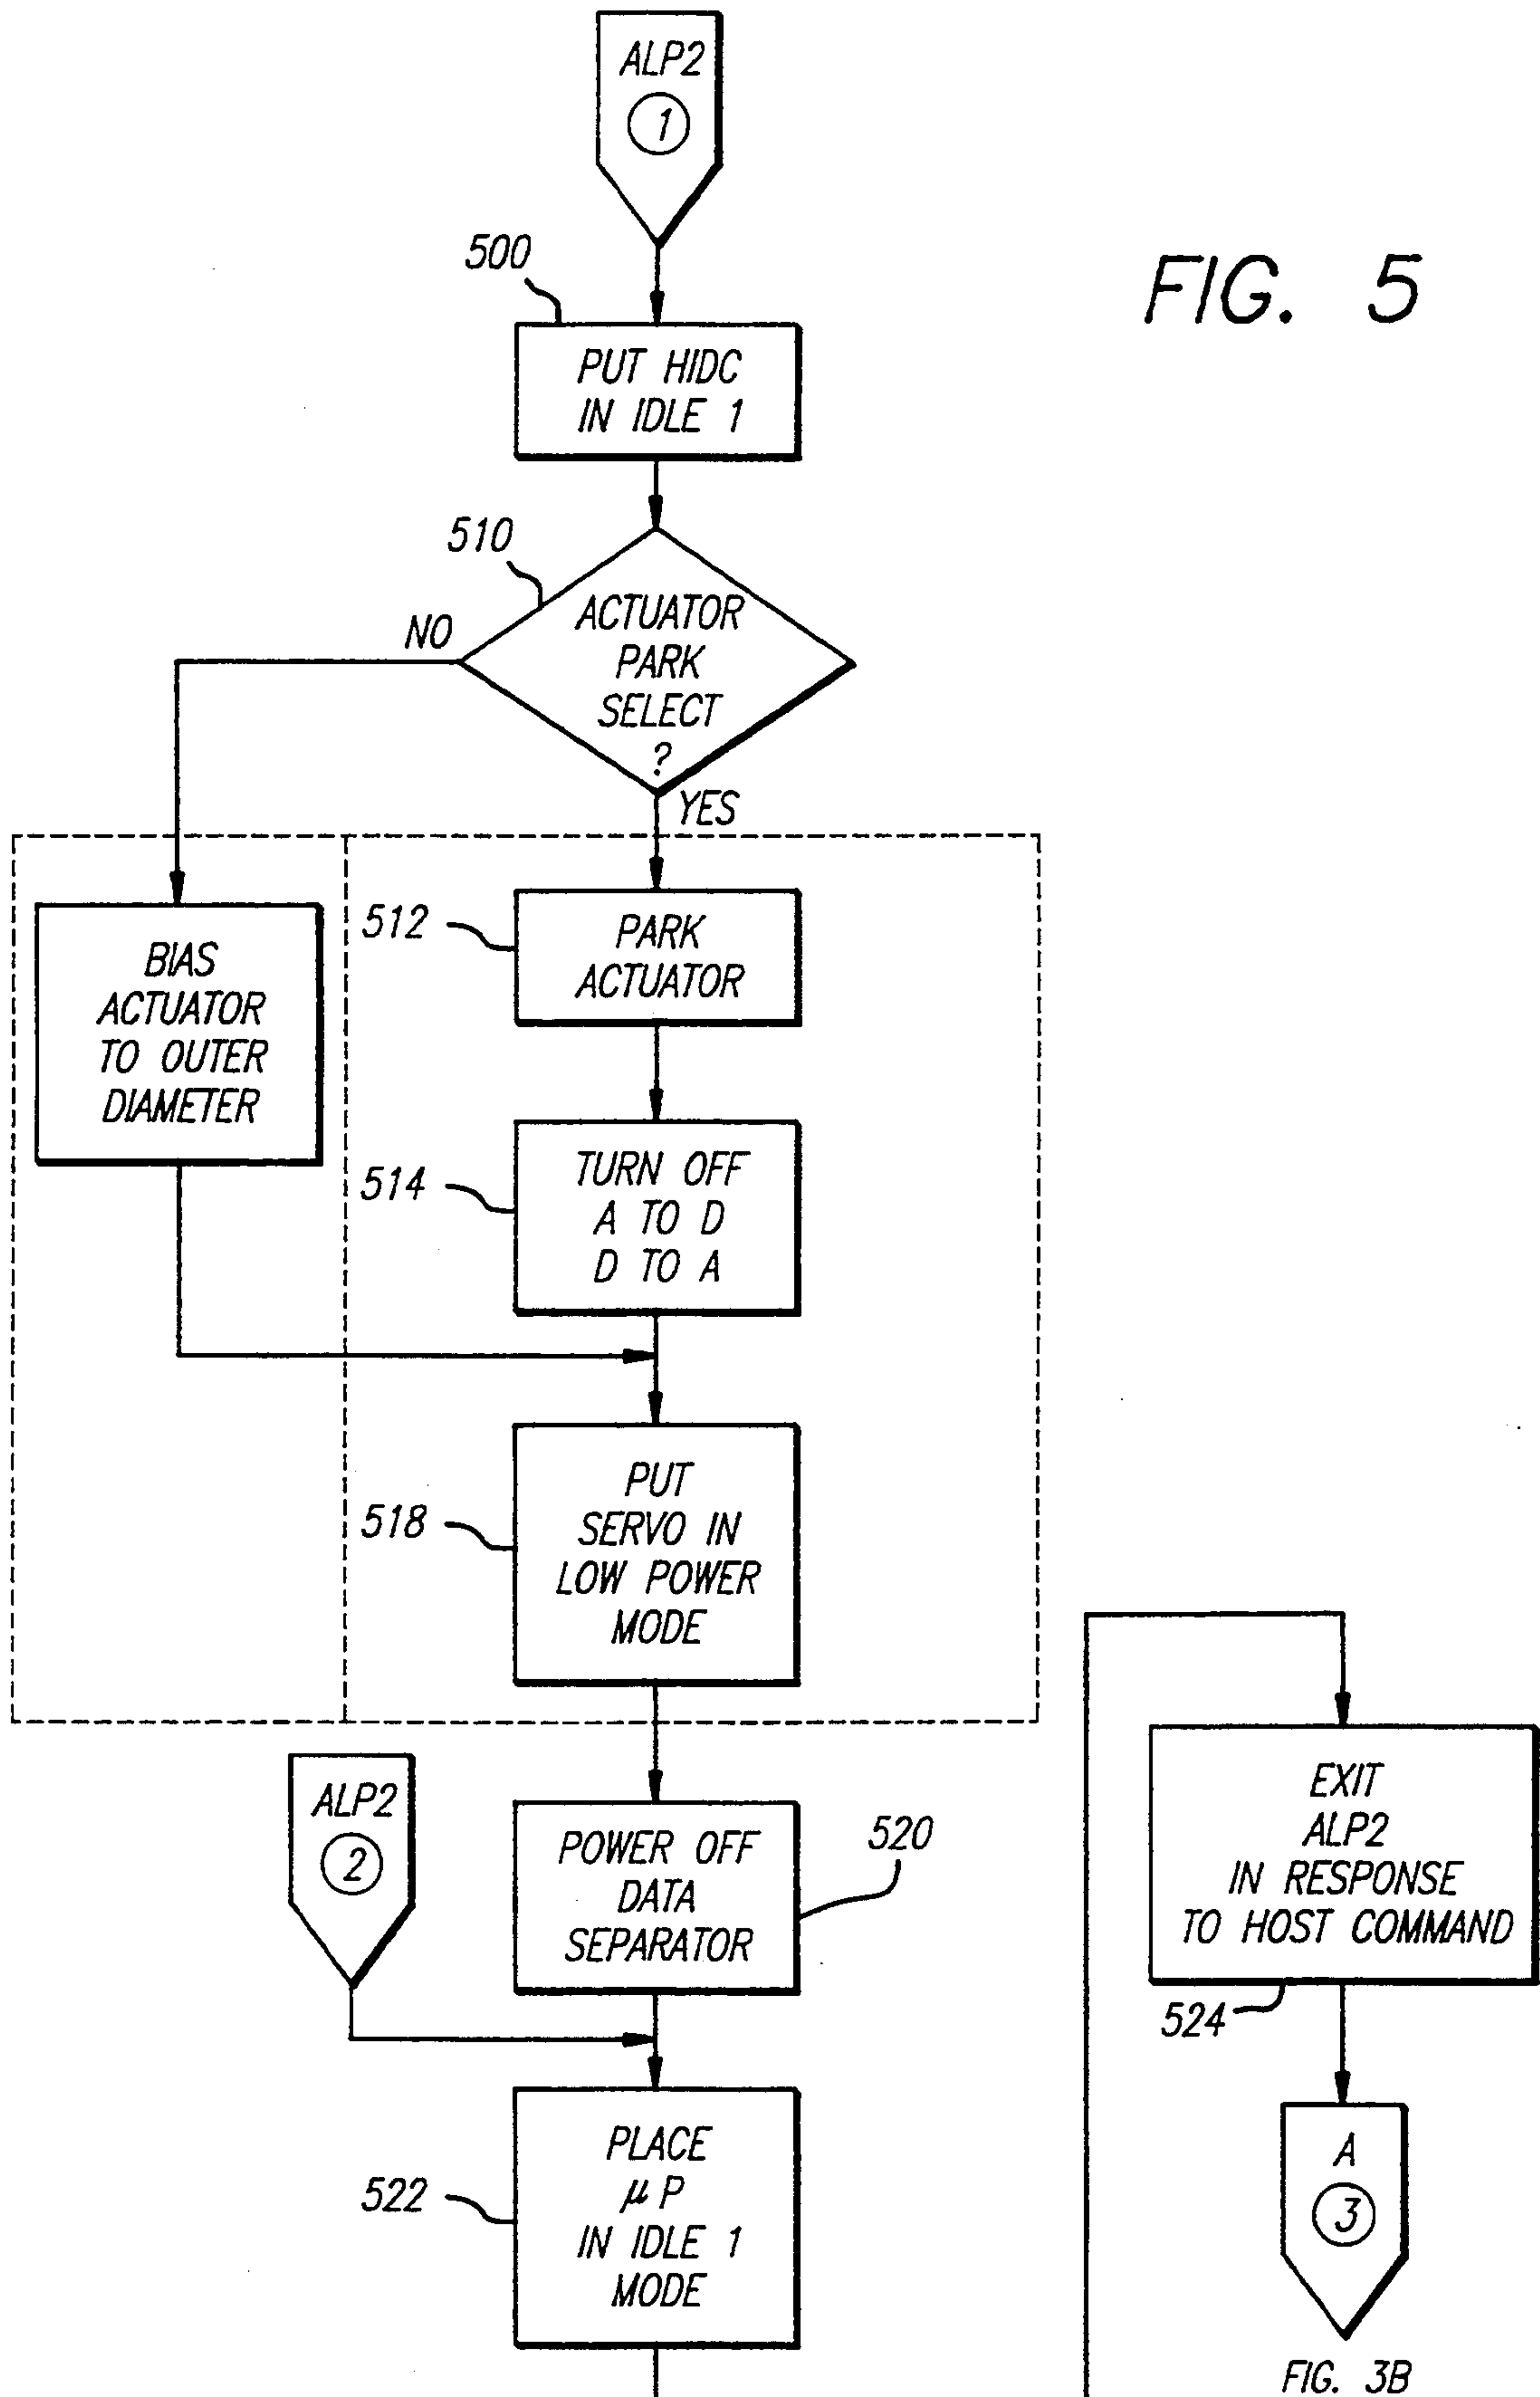 ALP2
1
FIG. 5
500
PUT HIDC
IN IDLE 1
510
ACTUATOR
PARK
SELECT
?
NO
YES
BIAS
ACTUATOR
TO OUTER
DIAMETER
512
PARK
ACTUATOR
514
TURN OFF
A TO D
D TO A
518
PUT
SERVO IN
LOW POWER
MODE
ALP2
2
POWER OFF
DATA
SEPARATOR
520
522
PLACE
μP
IN IDLE 1
MODE
EXIT
ALP2
IN RESPONSE
TO HOST COMMAND
524
A
3
FIG. 3B